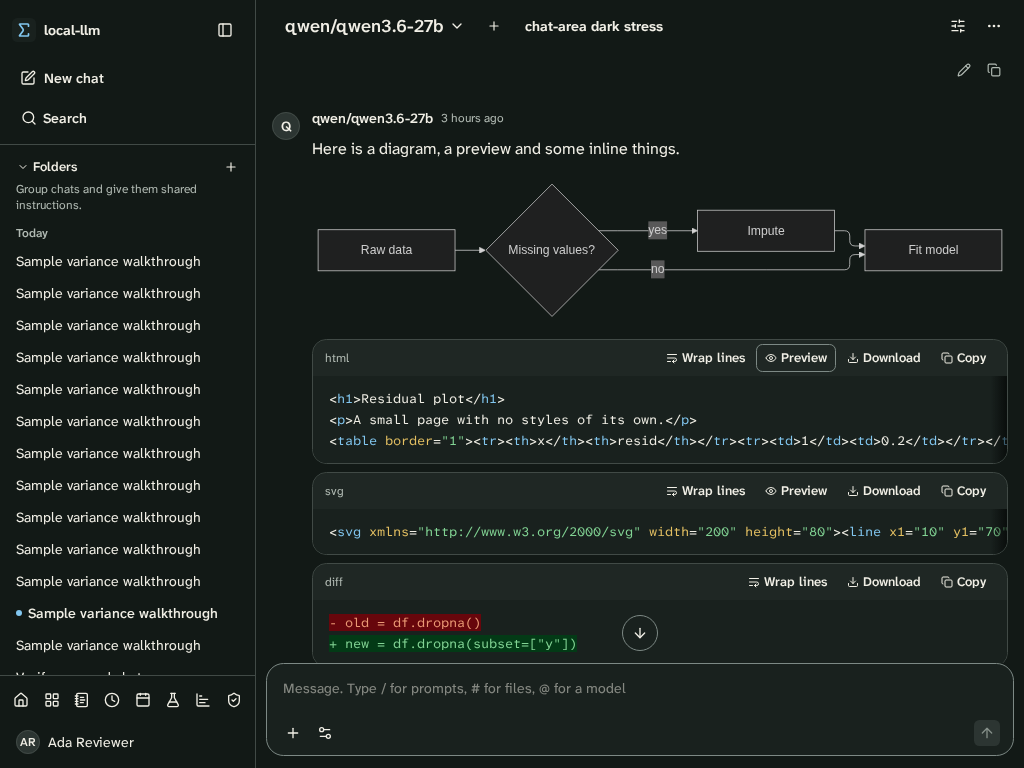 local-llm
New chat
Search
Folders
Group chats and give them shared
instructions.
Today
Sample variance walkthrough
Sample variance walkthrough
Sample variance walkthrough
Sample variance walkthrough
Sample variance walkthrough
Sample variance walkthrough
Sample variance walkthrough
Sample variance walkthrough
Sample variance walkthrough
Sample variance walkthrough
Sample variance walkthrough
Sample variance walkthrough
Sample variance walkthrough
AR Ada Reviewer
qwen/qwen3.6-27b chat-area dark stress
Q qwen/qwen3.6-27b 3 hours ago
Here is a diagram, a preview and some inline things.
Raw data
Missing values?
yes
no
Impute
Fit model
html Wrap lines Preview Download Copy
<h1>Residual plot</h1>
<p>A small page with no styles of its own.</p>
<table border="1"><tr><th>x</th><th>resid</th></tr><tr><td>1</td><td>0.2</td></tr></t
svg Wrap lines Preview Download Copy
<svg xmlns="http://www.w3.org/2000/svg" width="200" height="80"><line x1="10" y1="70"
diff Wrap lines Download Copy
- old = df.dropna()
+ new = df.dropna(subset=["y"])
Message. Type / for prompts, # for files, @ for a model